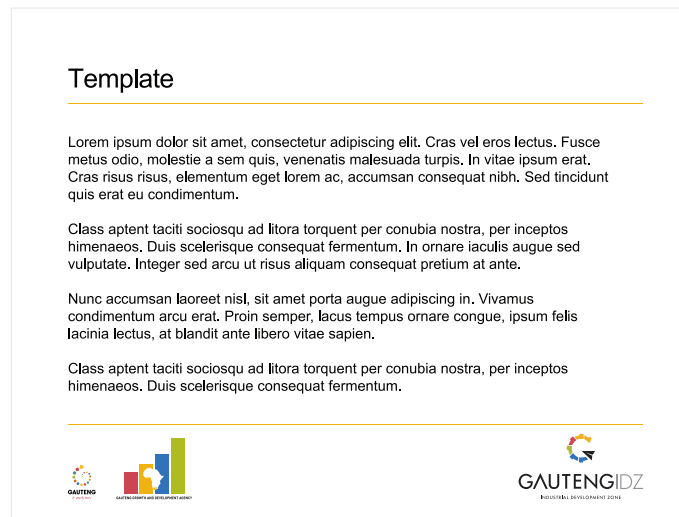 Template
Lorem ipsum dolor sit amet, consectetur adipiscing elit. Cras vel eros lectus. Fusce
metus odio, molestie a sem quis, venenatis malesuada turpis. In vitae ipsum erat.
Cras risus risus, elementum eget lorem ac, accumsan consequat nibh. Sed tincidunt
quis erat eu condimentum.
Class aptent taciti sociosqu ad litora torquent per conubia nostra, per inceptos
himenaeos. Duis scelerisque consequat fermentum. In ornare iaculis augue sed
vulputate. Integer sed arcu ut risus aliquam consequat pretium at ante.
Nunc accumsan laoreet nisl, sit amet porta augue adipiscing in. Vivamus
condimentum arcu erat. Proin semper, lacus tempus ornare congue, ipsum felis
lacinia lectus, at blandit ante libero vitae sapien.
Class aptent taciti sociosqu ad litora torquent per conubia nostra, per inceptos
himenaeos. Duis scelerisque consequat fermentum.
GAUTENG
GAUTENG GROWTH AND DEVELOPMENT AGENCY
GAUTENGIDZ
INDUSTRIAL DEVELOPMENT ZONE